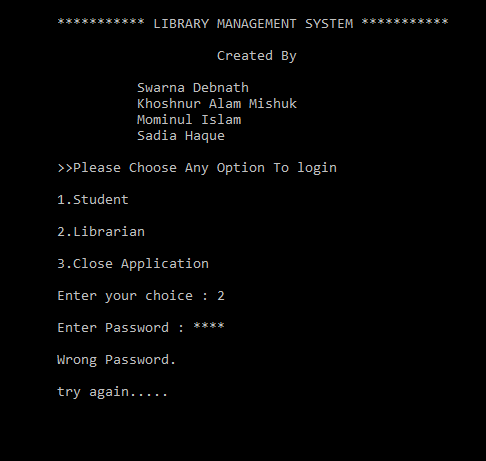 *********** LIBRARY MANAGEMENT SYSTEM ***********
Created By
Swarna Debnath
Khoshnur Alam Mishuk
Mominul Islam
Sadia Haque
>>Please Choose Any Option To login
1.Student
2.Librarian
3.Close Application
Enter your choice : 2
Enter Password : ****
Wrong Password.
try again.....